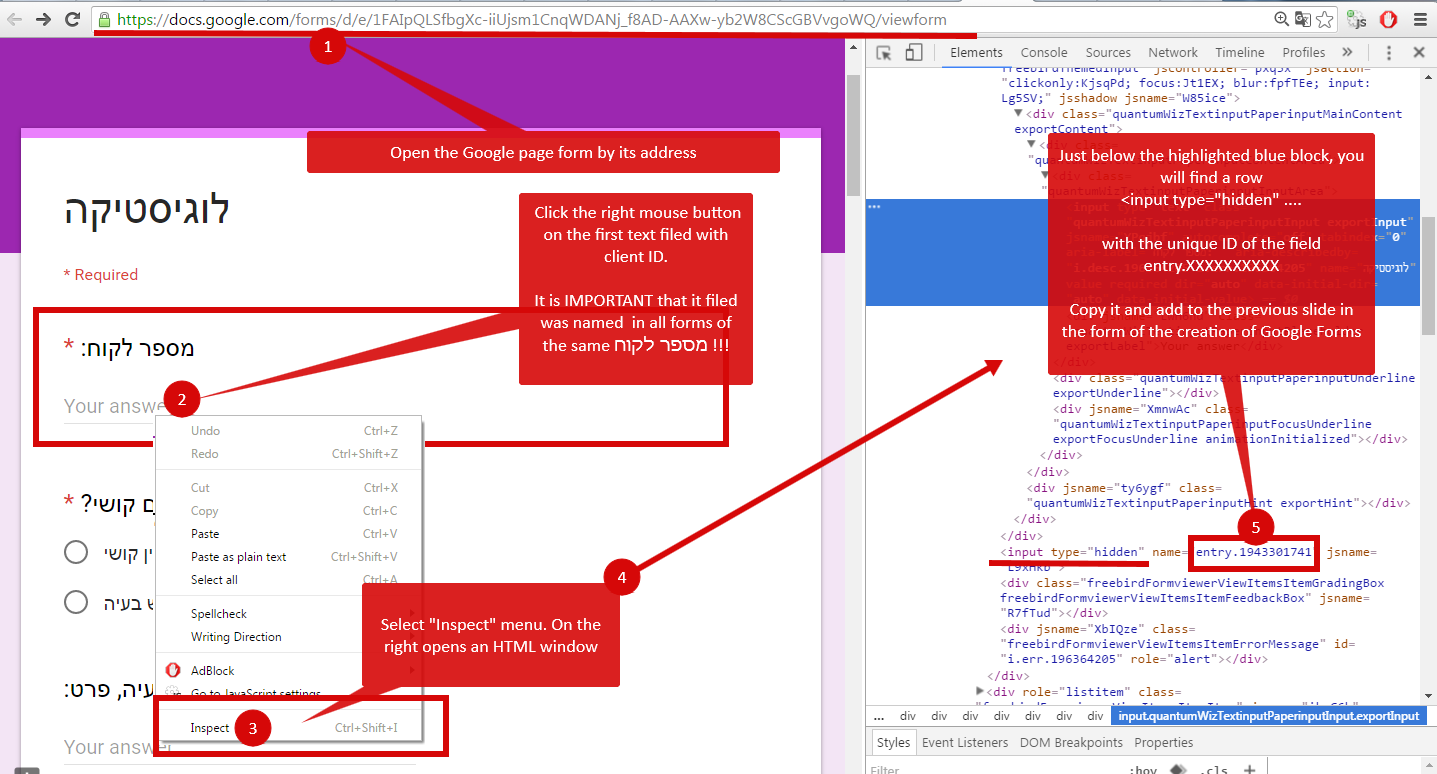 https://docs.google.com/forms/d/e/1FAIpQLSfbgXc-iiUjsm1CnqWDANj_f8AD-AAXw-yb2W8CScGBVvgoWQ/viewform
1
Open the Google page form by its address
לוגיסטיקה
* Required
Click the right mouse button
on the first text filed with
client ID.
It is IMPORTANT that it filed
was named in all forms of
the same מספר לקוח !!!
מספר לקוח: *
Your answe
2
Undo Ctrl+Z
Redo Ctrl+Shift+Z
Cut Ctrl+X
Copy Ctrl+C
Paste Ctrl+V
Paste as plain text Ctrl+Shift+V
Select all Ctrl+A
Spellcheck
Writing Direction
AdBlock
Go to JavaScript settings
Inspect 3 Ctrl+Shift+I
קושי? *
קושי
בעיה
פרט:
Your answer
Select "Inspect" menu. On the
right opens an HTML window
4
Elements Console Sources Network Timeline Profiles »
"clickonly:KjsqPd; focus:Jt1EX; blur:fpfTEe; input:
Lg5SV;" jsshadow jsname="W85ice">
<div class="quantumWizTextinputPaperinputMainContent
exportContent">
Just below the highlighted blue block, you
will find a row
<input type="hidden" ....
with the unique ID of the field
entry.XXXXXXXXXX
Copy it and add to the previous slide in
the form of the creation of Google Forms
<div class="quantumWizTextinputPaperinputUnderline
exportUnderline"></div>
<div jsname="XmnwAc" class=
"quantumWizTextinputPaperinputFocusUnderline
exportFocusUnderline animationInitialized"></div>
</div>
</div>
<div jsname="ty6ygf" class=
"quantumWizTextinputPaperinputHint exportHint"></div>
</div>
</div>
5
<input type="hidden" name= entry.1943301741 jsname=
"L9xHkb">
<div class="freebirdFormviewerViewItemsItemGradingBox
freebirdFormviewerViewItemsItemFeedbackBox" jsname=
"R7fTud"></div>
<div jsname="XbIQze" class=
"freebirdFormviewerViewItemsItemErrorMessage" id=
"i.err.196364205" role="alert"></div>
</div>
<div role="listitem" class=
... div div div div div div input.quantumWizTextinputPaperinputInput.exportInput
Styles Event Listeners DOM Breakpoints Properties
Filter :hov .cls +